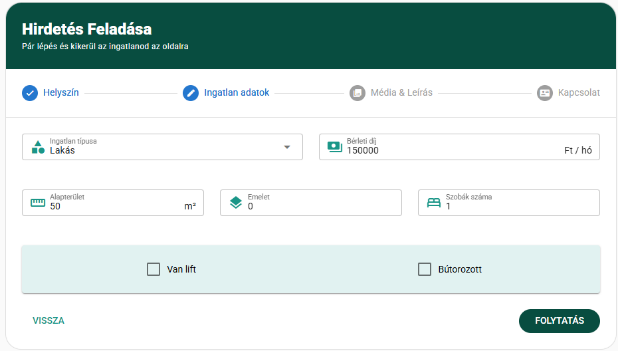 Hirdetés Feladása
Pár lépés és kikerül az ingatlanod az oldalra
Helyszín
Ingatlan adatok
Média & Leírás
Kapcsolat
Ingatlan típusa
Lakás
Bérleti díj
150000 Ft / hó
Alapterület
50 m²
Emelet
0
Szobák száma
1
Van lift
Bútorozott
VISSZA
FOLYTATÁS